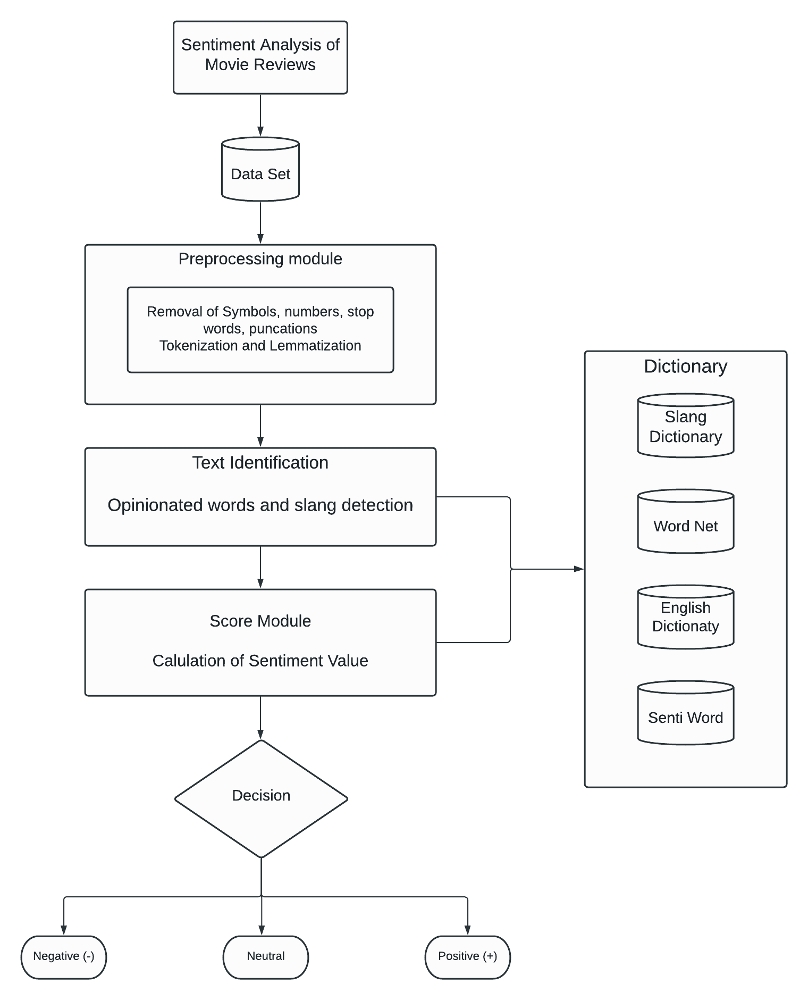 Sentiment Analysis of
Movie Reviews
Data Set
Preprocessing module
Removal of Symbols, numbers, stop
words, puncations
Tokenization and Lemmatization
Text Identification
Opinionated words and slang detection
Score Module
Calulation of Sentiment Value
Decision
Negative (-)
Neutral
Positive (+)
Dictionary
Slang
Dictionary
Word Net
English
Dictionaty
Senti Word